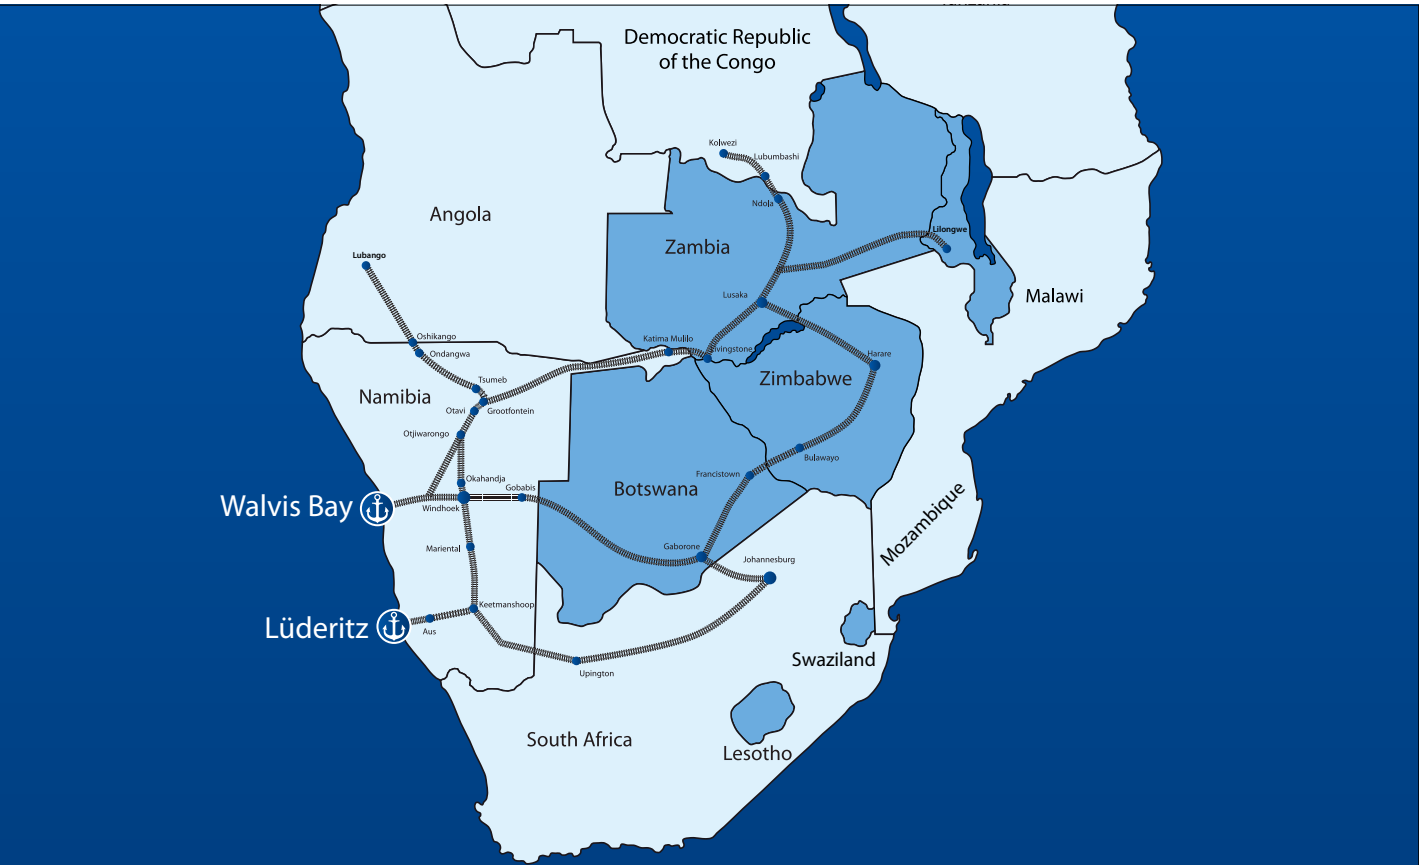 Democratic Republic
of the Congo
Kolwezi
Lubumbashi
Ndola
Angola
Zambia
Lilongwe
Lubango
Lusaka
Malawi
Oshikango
Katima Mulilo
Livingstone
Ondangwa
Harare
Tsumeb
Zimbabwe
Namibia
Otavi
Grootfontein
Otjiwarongo
Bulawayo
Francistown
Okahandja
Gobabis
Botswana
Walvis Bay
Windhoek
Mozambique
Mariental
Gaborone
Johannesburg
Keetmanshoop
Lüderitz
Aus
Swaziland
Upington
South Africa
Lesotho